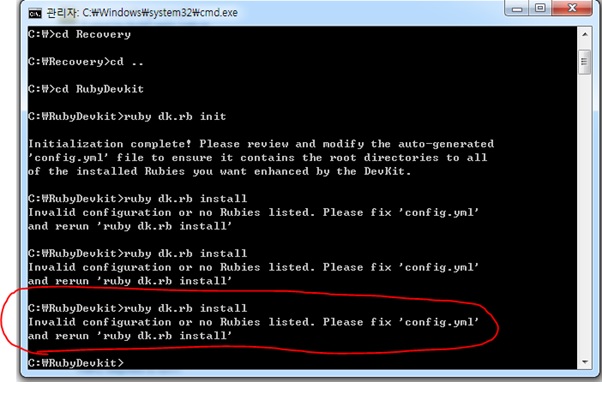 관리자: C:₩Windows₩system32₩cmd.exe
C:₩>cd Recovery
C:₩Recovery>cd ..
C:₩>cd RubyDevkit
C:₩RubyDevkit>ruby dk.rb init
Initialization complete! Please review and modify the auto-generated
'config.yml' file to ensure it contains the root directories to all
of the installed Rubies you want enhanced by the DevKit.
C:₩RubyDevkit>ruby dk.rb install
Invalid configuration or no Rubies listed. Please fix 'config.yml'
and rerun 'ruby dk.rb install'
C:₩RubyDevkit>ruby dk.rb install
Invalid configuration or no Rubies listed. Please fix 'config.yml'
and rerun 'ruby dk.rb install'
C:₩RubyDevkit>ruby dk.rb install
Invalid configuration or no Rubies listed. Please fix 'config.yml'
and rerun 'ruby dk.rb install'
C:₩RubyDevkit>